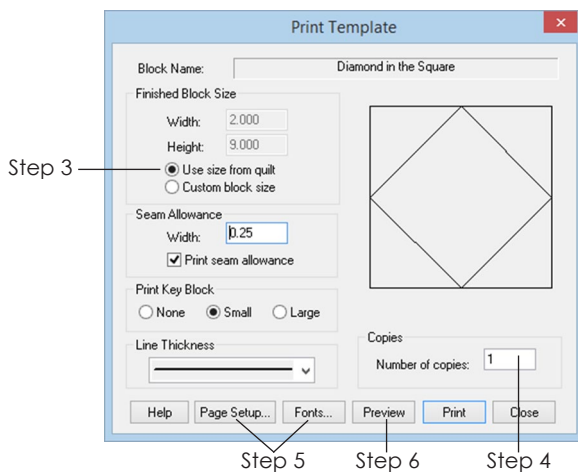 Print Template
Block Name: Diamond in the Square
Finished Block Size
Width: 2.000
Height: 9.000
Step 3
Use size from quilt
Custom block size
Seam Allowance
Width: 0.25
Print seam allowance
Print Key Block
None Small Large
Line Thickness
Copies
Number of copies: 1
Help Page Setup... Fonts... Preview Print Close
Step 5 Step 6 Step 4